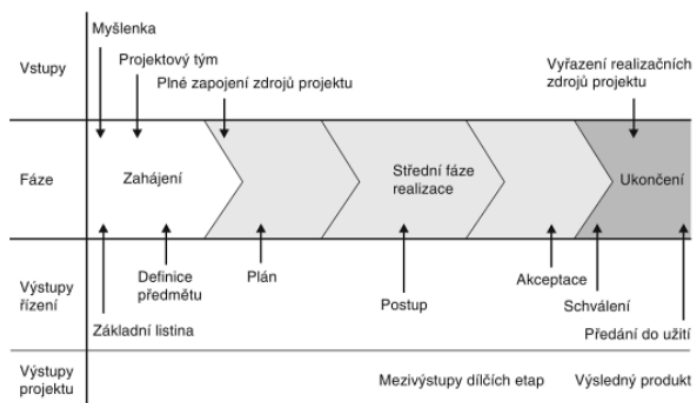 Myšlenka
Vstupy
Projektový tým
Plné zapojení zdrojů projektu
Vyřazení realizačních
zdrojů projektu
Fáze
Zahájení
Střední fáze
realizace
Ukončení
Výstupy
řízení
Definice
předmětu
Plán
Akceptace
Postup
Schválení
Základní listina
Předání do užití
Výstupy
projektu
Mezivýstupy dílčích etap
Výsledný produkt